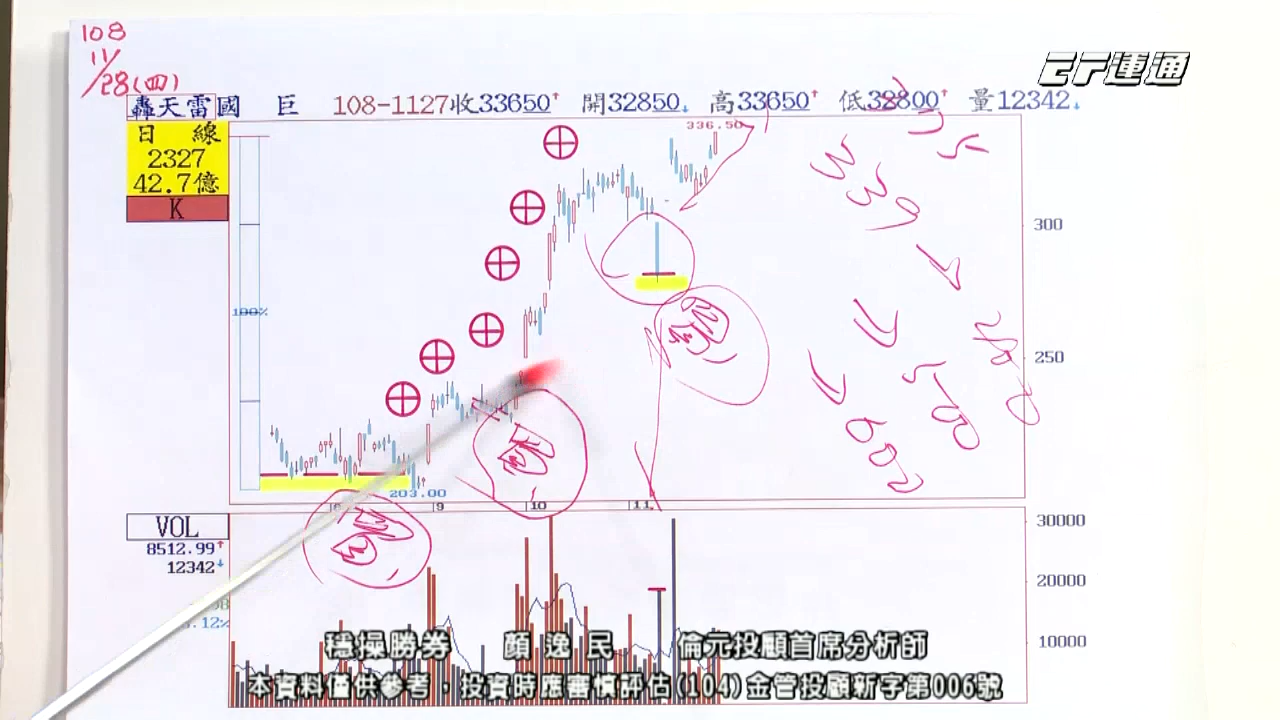 108
11/28(四)
ET運通
轟天雷國 巨 108-1127收33650↑ 開32850↓ 高33650↑ 低32800↑ 量12342↓
日 線
2327
42.7億
K
336.50
35
339
300
100%
250
400
500
600
203.00
9 10 11
VOL
8512.99↑
12342↓
30000
20000
10000
穩操勝券 顏逸民 倫元投顧首席分析師
本資料僅供參考，投資時應審慎評估(104)金管投顧新字第006號